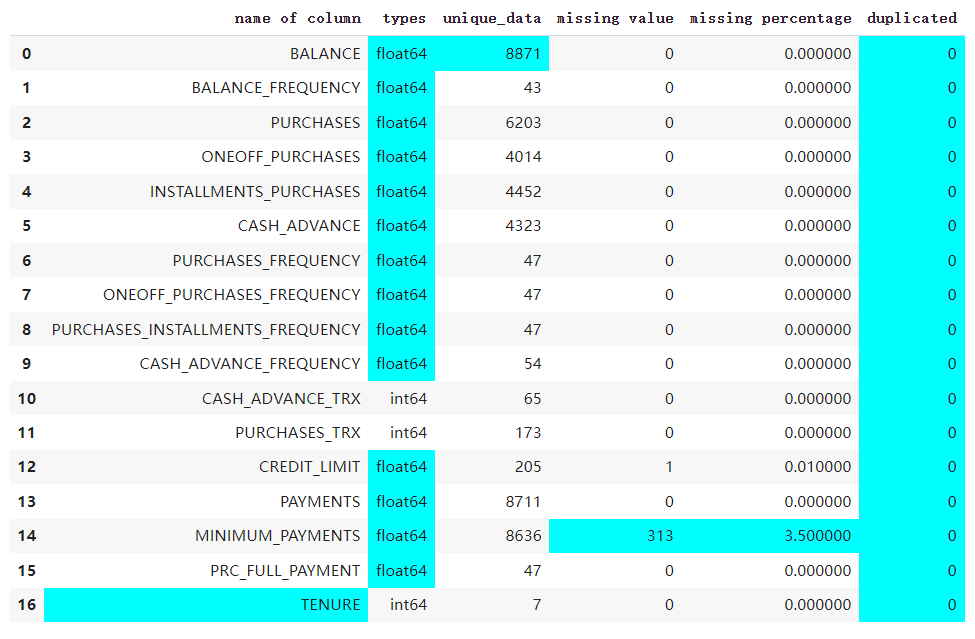 name of column types unique_data missing value missing percentage duplicated
0 BALANCE float64 8871 0 0.000000 0
1 BALANCE_FREQUENCY float64 43 0 0.000000 0
2 PURCHASES float64 6203 0 0.000000 0
3 ONEOFF_PURCHASES float64 4014 0 0.000000 0
4 INSTALLMENTS_PURCHASES float64 4452 0 0.000000 0
5 CASH_ADVANCE float64 4323 0 0.000000 0
6 PURCHASES_FREQUENCY float64 47 0 0.000000 0
7 ONEOFF_PURCHASES_FREQUENCY float64 47 0 0.000000 0
8 PURCHASES_INSTALLMENTS_FREQUENCY float64 47 0 0.000000 0
9 CASH_ADVANCE_FREQUENCY float64 54 0 0.000000 0
10 CASH_ADVANCE_TRX int64 65 0 0.000000 0
11 PURCHASES_TRX int64 173 0 0.000000 0
12 CREDIT_LIMIT float64 205 1 0.010000 0
13 PAYMENTS float64 8711 0 0.000000 0
14 MINIMUM_PAYMENTS float64 8636 313 3.500000 0
15 PRC_FULL_PAYMENT float64 47 0 0.000000 0
16 TENURE int64 7 0 0.000000 0